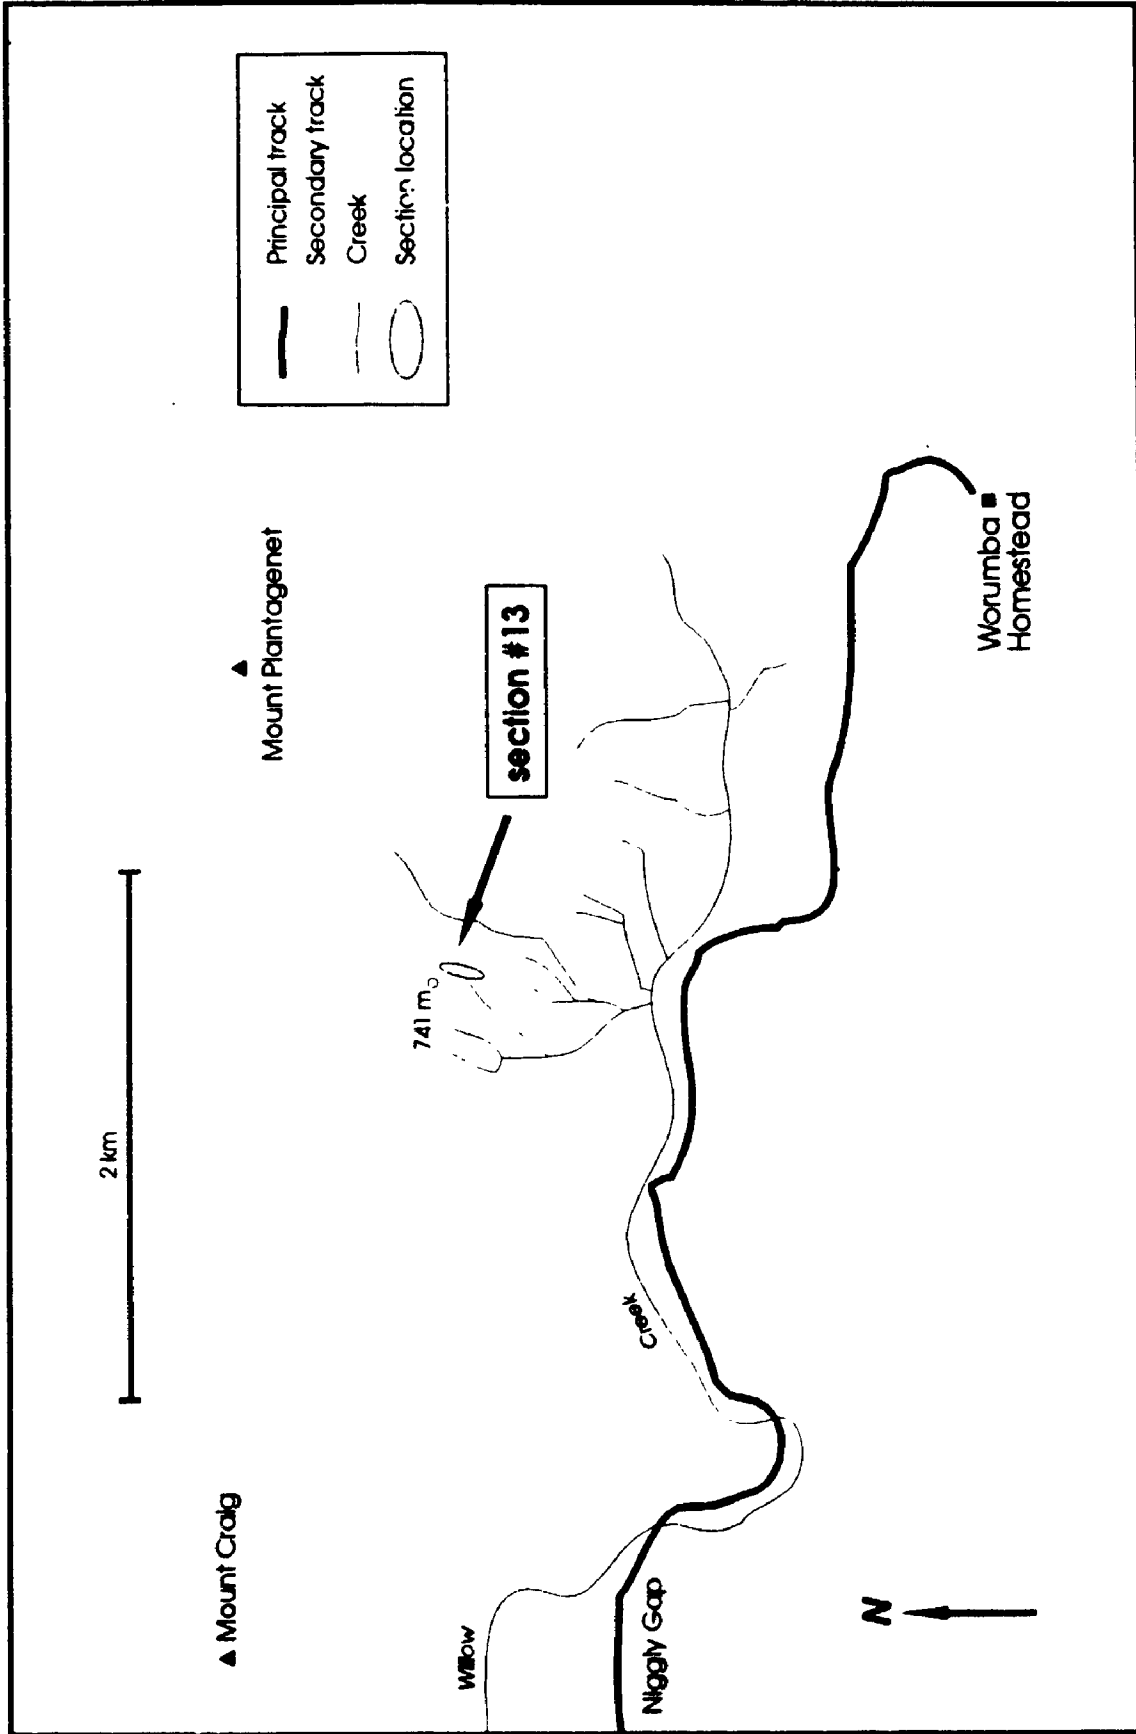 Mount Craig
2 km
Mount Plantagenet
Principal track
Secondary track
Creek
Section location
section #13
741 m
Willow
Creek
Niggly Gap
N
Worumba
Homestead